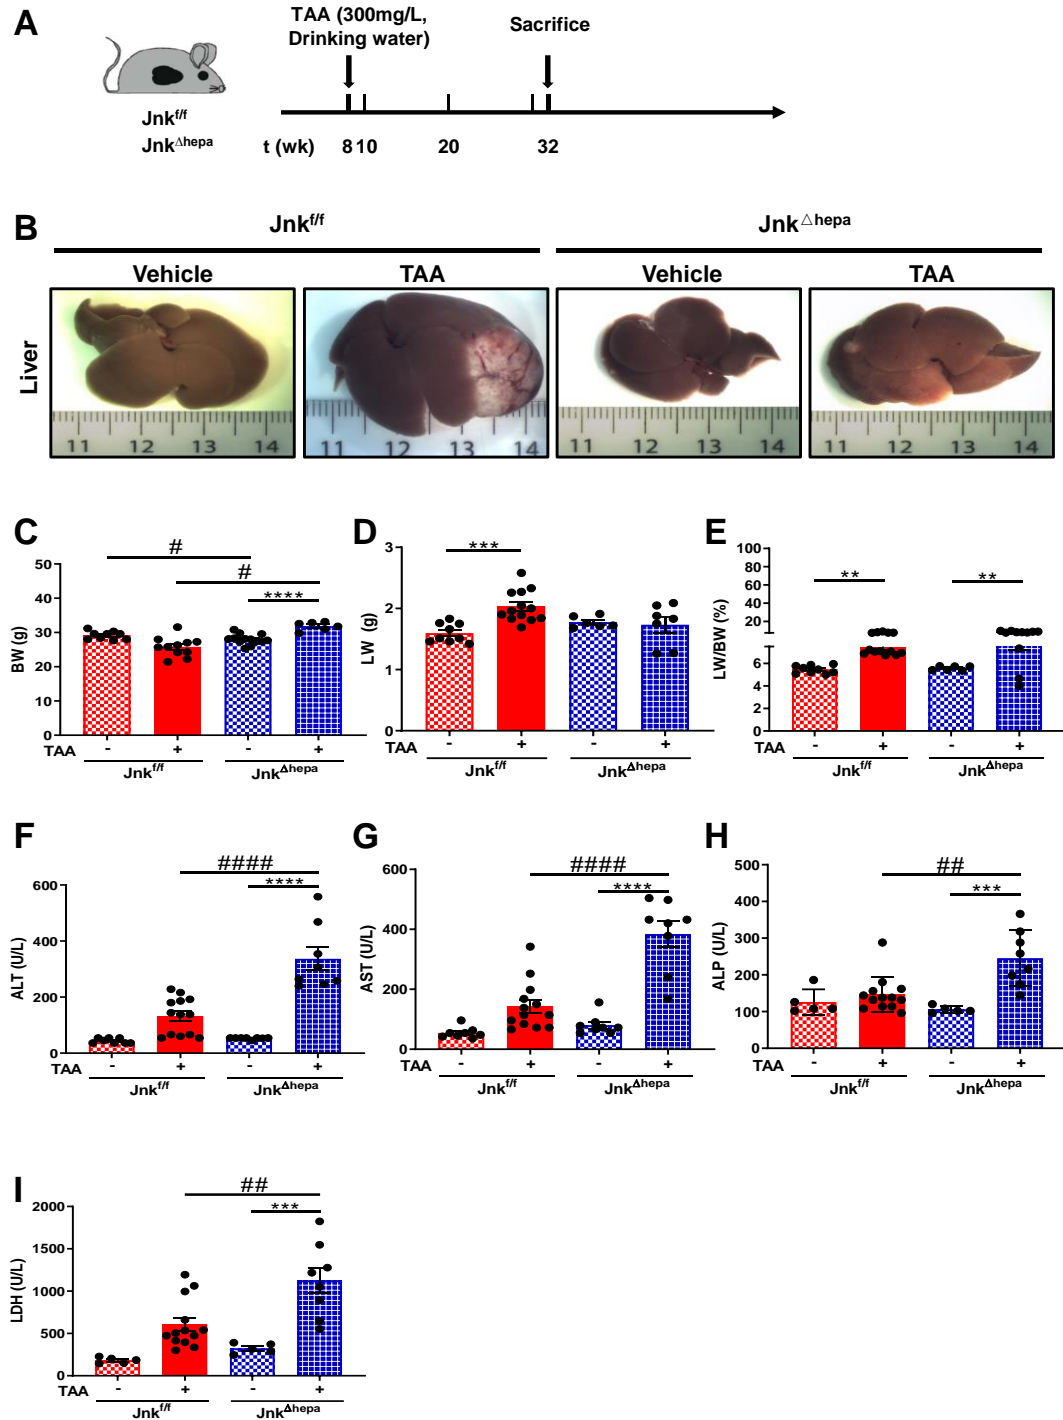 A
TAA (300mg/L,
Drinking water)
Sacrifice
Jnkf/f
JnkΔhepa
t (wk) 8 10 20 32
B
Jnkf/f Jnk△hepa
Vehicle TAA Vehicle TAA
Liver
11 12 13 14
11 12 13 14
11 12 13 14
11 12 13 14
C
#
#
****
BW (g)
50
40
30
20
10
0
TAA - + - +
Jnkf/f JnkΔhepa
D
***
LW (g)
3
2
1
0
TAA - + - +
Jnkf/f JnkΔhepa
E
** **
LW/BW (%)
100
80
60
40
20
6
4
2
0
TAA - + - +
Jnkf/f JnkΔhepa
F
####
****
ALT (U/L)
600
400
200
0
TAA - + - +
Jnkf/f JnkΔhepa
G
####
****
AST (U/L)
600
400
200
0
TAA - + - +
Jnkf/f JnkΔhepa
H
##
***
ALP (U/L)
500
400
300
200
100
0
TAA - + - +
Jnkf/f JnkΔhepa
I
##
***
LDH (U/L)
2000
1500
1000
500
0
TAA - + - +
Jnkf/f JnkΔhepa